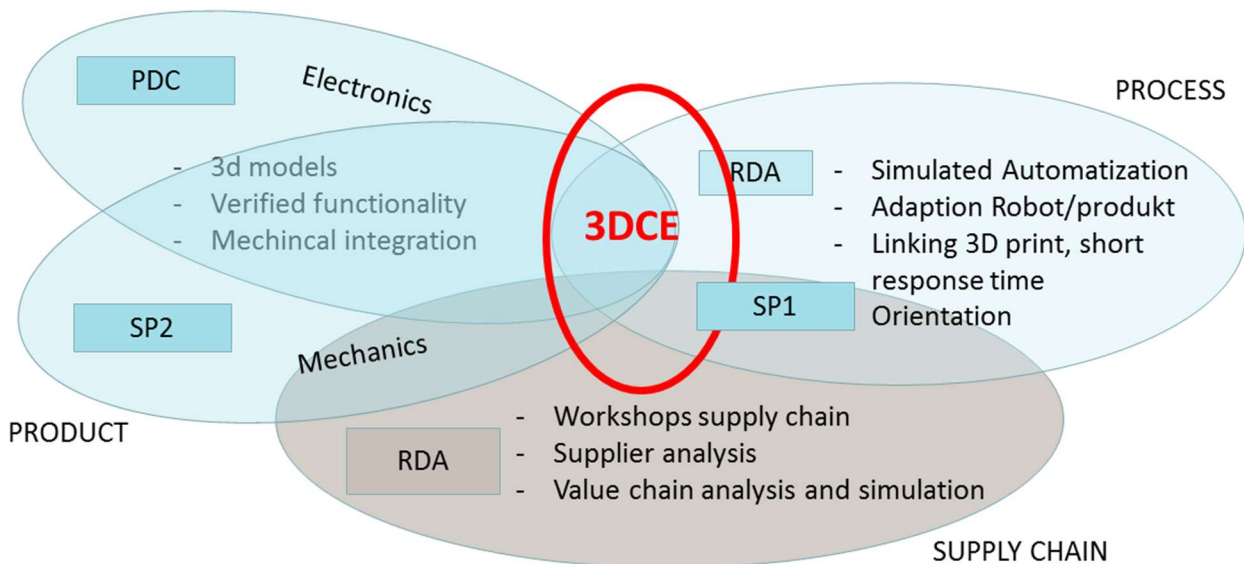 PDC
Electronics
- 3d models
- Verified functionality
- Mechincal integration
SP2
Mechanics
PRODUCT
3DCE
PROCESS
RDA
- Simulated Automatization
- Adaption Robot/produkt
- Linking 3D print, short
response time
- Orientation
SP1
RDA
- Workshops supply chain
- Supplier analysis
- Value chain analysis and simulation
SUPPLY CHAIN